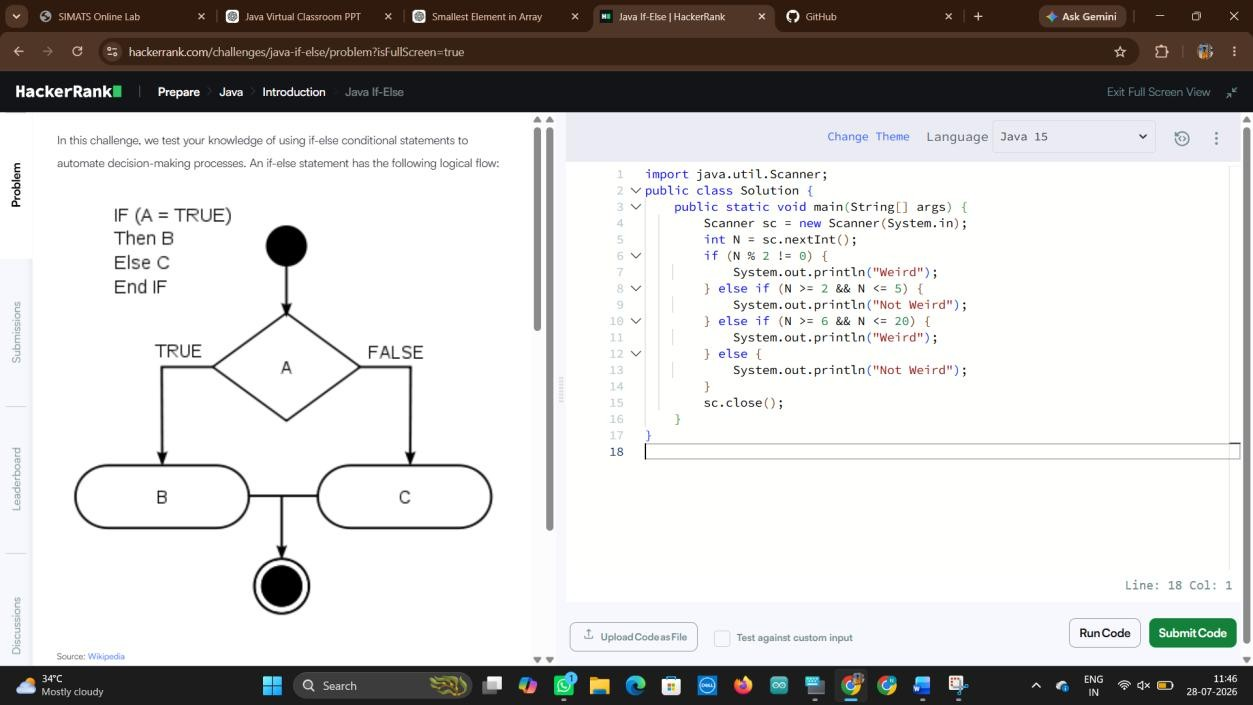 SIMATS Online Lab
Java Virtual Classroom PPT
Smallest Element in Array
Java If-Else | HackerRank
GitHub
Ask Gemini
hackerrank.com/challenges/java-if-else/problem?isFullScreen=true
HackerRank
Prepare
Java
Introduction
Java If-Else
Exit Full Screen View
Problem
Submissions
Leaderboard
Discussions
In this challenge, we test your knowledge of using if-else conditional statements to
automate decision-making processes. An if-else statement has the following logical flow:
IF (A = TRUE)
Then B
Else C
End IF
TRUE
FALSE
A
B
C
Source: Wikipedia
Change Theme
Language
Java 15
1 import java.util.Scanner;
2 public class Solution {
3 public static void main(String[] args) {
4 Scanner sc = new Scanner(System.in);
5 int N = sc.nextInt();
6 if (N % 2 != 0) {
7 System.out.println("Weird");
8 } else if (N >= 2 && N <= 5) {
9 System.out.println("Not Weird");
10 } else if (N >= 6 && N <= 20) {
11 System.out.println("Weird");
12 } else {
13 System.out.println("Not Weird");
14 }
15 sc.close();
16 }
17 }
18
Line: 18 Col: 1
Upload Code as File
Test against custom input
Run Code
Submit Code
34°C
Mostly cloudy
Search
1
DELL
ENG
IN
11:46
28-07-2026